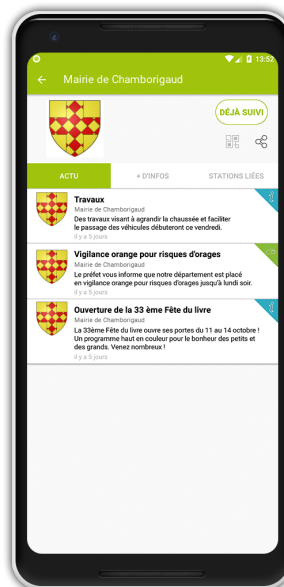 13:52
Mairie de Chamborigaud
DÉJÀ SUIVI
ACTU
+ D'INFOS
STATIONS LIÉES
Travaux
Mairie de Chamborigaud
Des travaux visant à agrandir la chaussée et faciliter
le passage des véhicules débuteront ce vendredi.
il y a 5 jours
Vigilance orange pour risques d'orages
Mairie de Chamborigaud
Le préfet vous informe que notre département est placé
en vigilance orange pour risques d'orages jusqu'à lundi soir.
il y a 5 jours
Ouverture de la 33 ème Fête du livre
Mairie de Chamborigaud
La 33ème Fête du livre ouvre ses portes du 11 au 14 octobre !
Un programme haut en couleur pour le bonheur des petits et
des grands. Venez nombreux !
il y a 5 jours